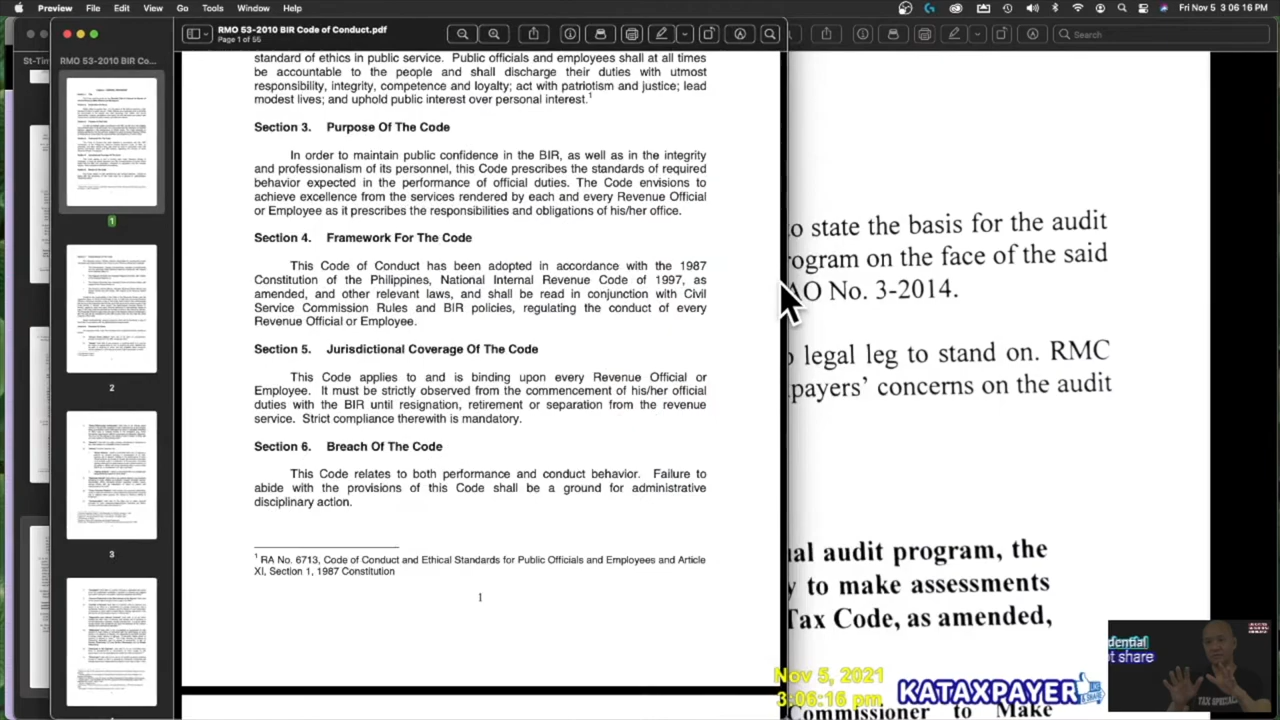 Preview File Edit View Go Tools Window Help
Fri Nov 5 3:06:16 PM
St-Tim
RMO 53-2010 BIR Co...
RMO 53-2010 BIR Code of Conduct.pdf
Page 1 of 55
Search
1
2
3
standard of ethics in public service. Public officials and employees shall at all times
be accountable to the people and shall discharge their duties with utmost
responsibility, integrity, competence and loyalty; act with patriotism and justice; lead
modest lives; and uphold public interest over personal interest.1
Section 3. Purpose Of The Code
In order to maintain public confidence in the BIR, as well as in the integrity
and professionalism of its personnel, this Code prescribes the standards of required
behavior expected in the performance of official duties. The Code envisions to
achieve excellence from the services rendered by each and every Revenue Official
or Employee as it prescribes the responsibilities and obligations of his/her office.
Section 4. Framework For The Code
This Code of Conduct has been adopted in accordance with the 1987
Constitution of the Philippines, National Internal Revenue Code of 1997, as
amended, and other relevant laws, and shall be read in conjunction with Civil
Service Commission Rules and BIR policies, regulating the conduct of every
Revenue Official or Employee.
Section 5. Jurisdictional Coverage Of The Code
This Code applies to and is binding upon every Revenue Official or
Employee. It must be strictly observed from the commencement of his/her official
duties with the BIR until resignation, retirement or separation from the revenue
service. Strict compliance therewith is mandatory.
Section 6. Breach Of The Code
This Code relates to both performance and conduct behavior. Failure to
abide with the provisions of this Code shall be a ground for administrative
disciplinary action.
1 RA No. 6713, Code of Conduct and Ethical Standards for Public Officials and Employees and Article
XI, Section 1, 1987 Constitution
1
o state the basis for the audit
ogram on the face of the said
AO No. 3-2014.
legal leg to stand on. RMC
payers' concerns on the audit
al audit program, the
to make assessments
Tax Code, as amended,
Commissioner to Make
dential
ot share
Nov 5, 2021
3:06:16 pm
KATAXPAYER
& SHARE
TAX SPECIAL